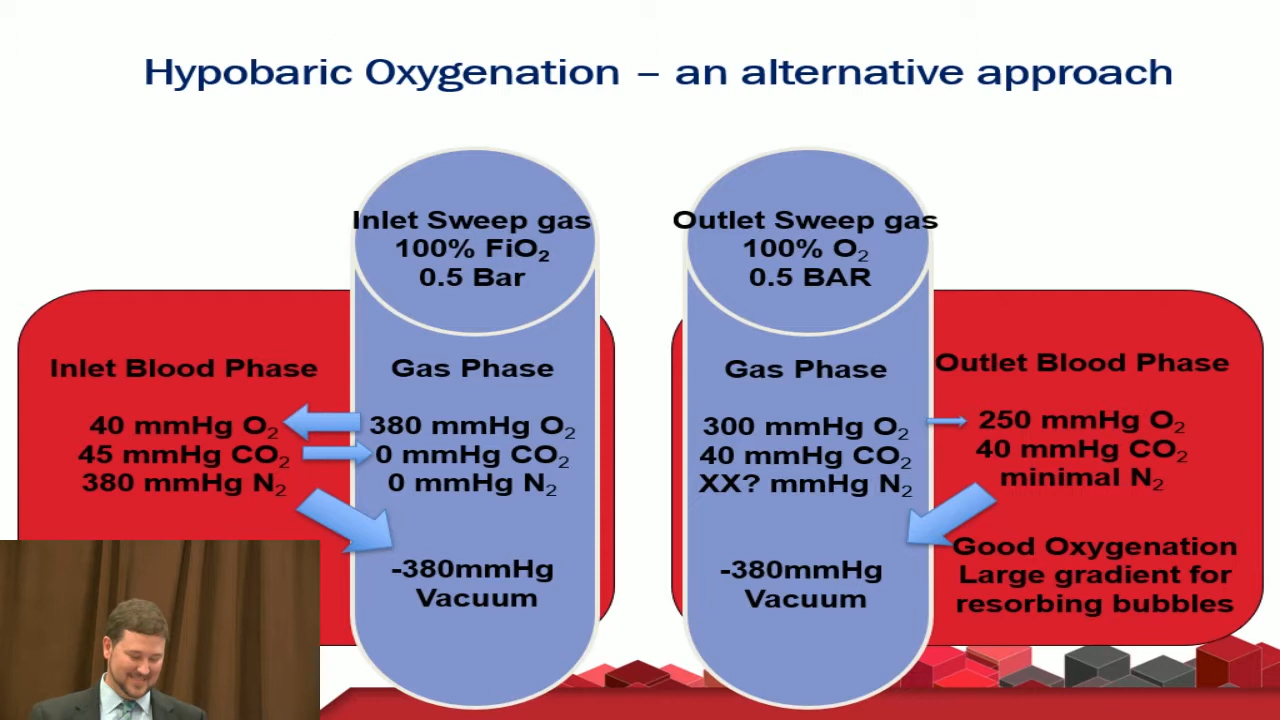 Hypobaric Oxygenation – an alternative approach
Inlet Sweep gas
100% FiO₂
0.5 Bar
Outlet Sweep gas
100% O₂
0.5 BAR
Inlet Blood Phase
40 mmHg O₂
45 mmHg CO₂
380 mmHg N₂
Gas Phase
380 mmHg O₂
0 mmHg CO₂
0 mmHg N₂
-380mmHg
Vacuum
Gas Phase
300 mmHg O₂
40 mmHg CO₂
XX? mmHg N₂
-380mmHg
Vacuum
Outlet Blood Phase
250 mmHg O₂
40 mmHg CO₂
minimal N₂
Good Oxygenation
Large gradient for
resorbing bubbles